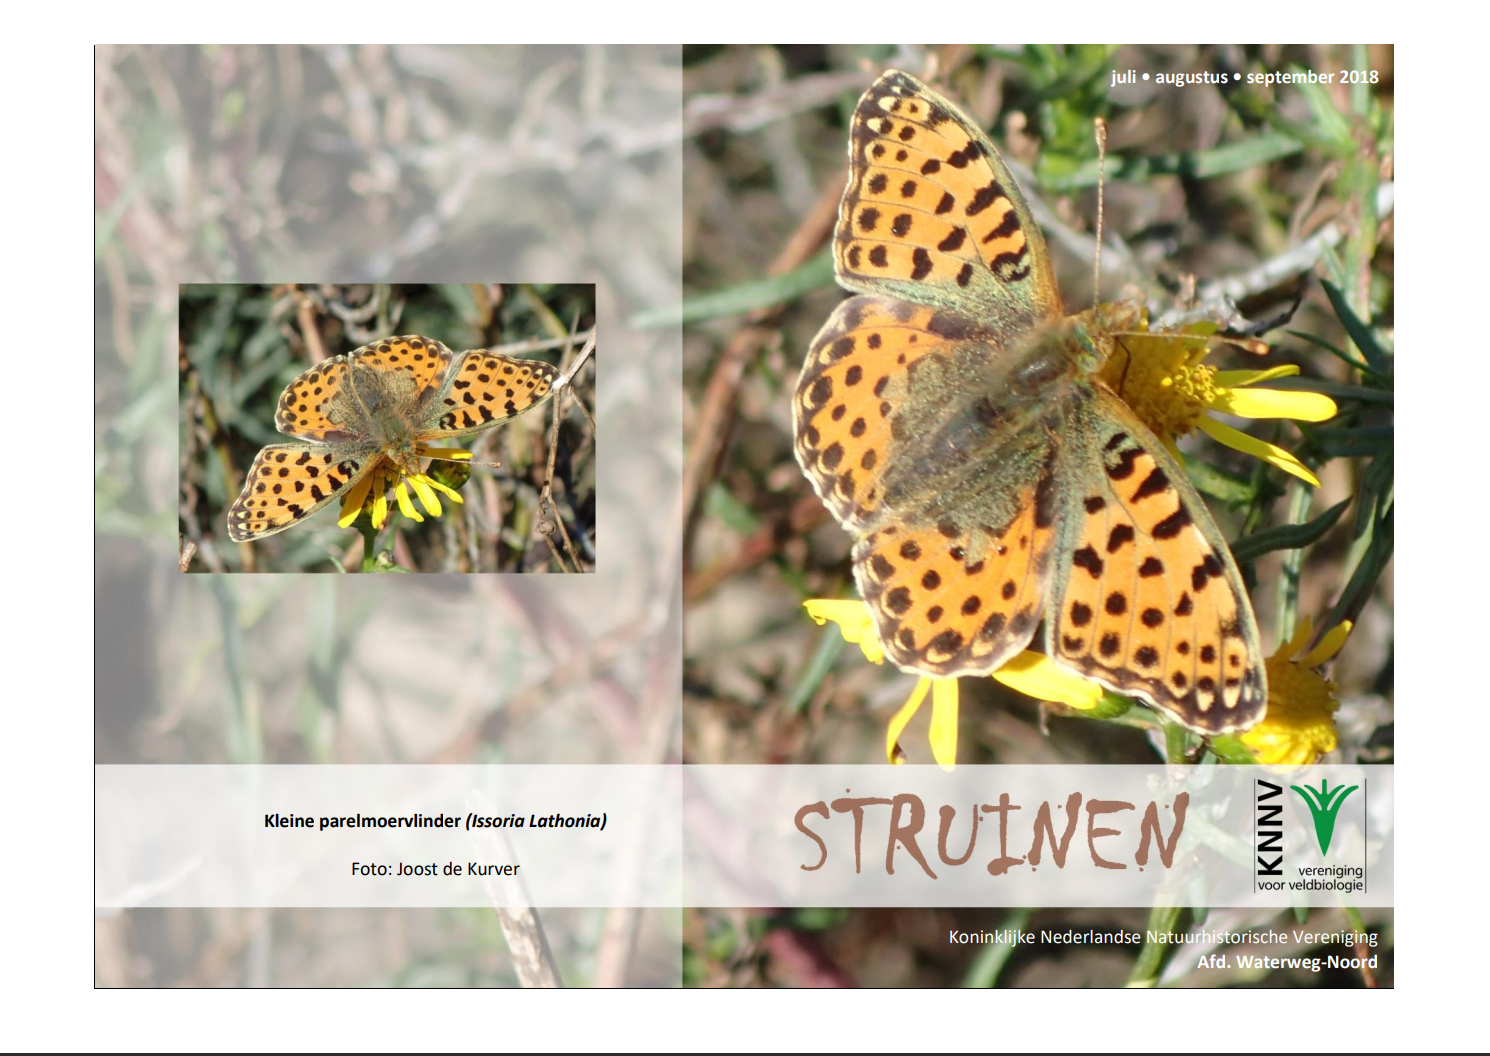 juli • augustus • september 2018
Kleine parelmoervlinder (Issoria Lathonia)
Foto: Joost de Kurver
STRUINEN
KNNV
vereniging
voor veldbiologie
Koninklijke Nederlandse Natuurhistorische Vereniging
Afd. Waterweg-Noord